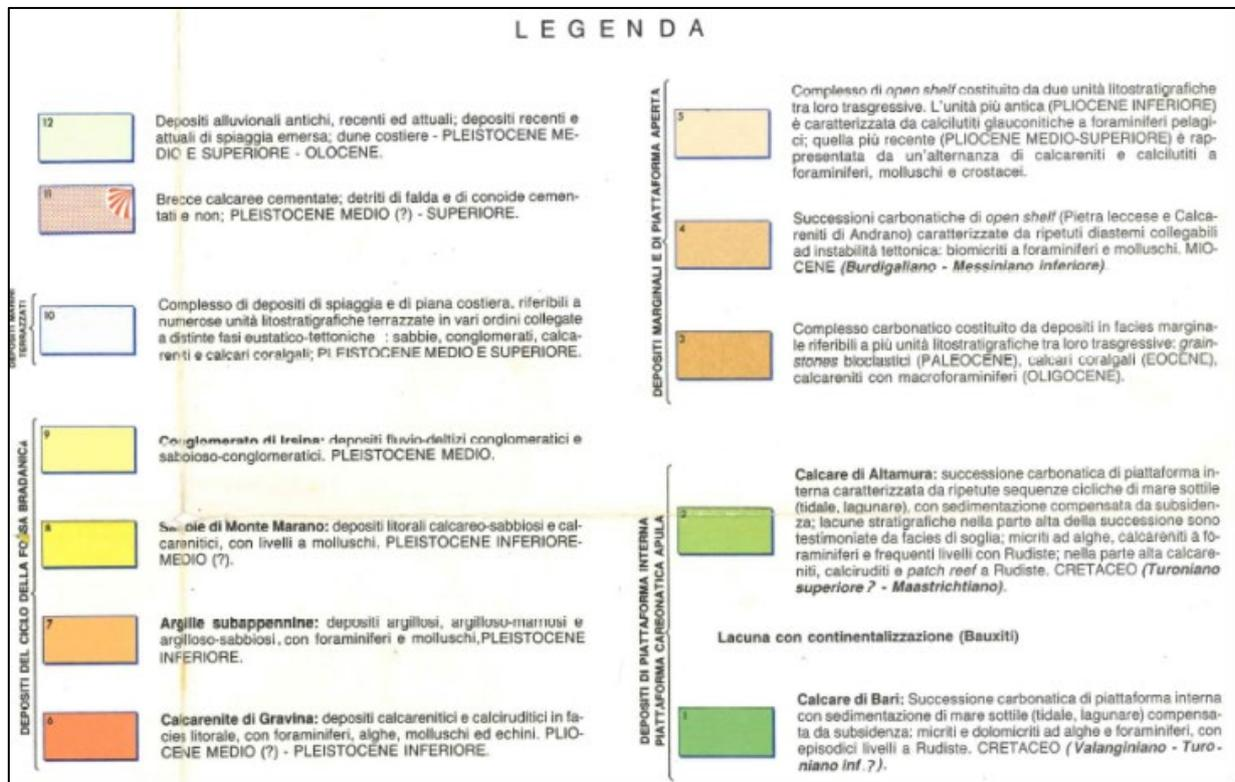 LEGENDA
12
Depositi alluvionali antichi, recenti ed attuali; depositi recenti e
attuali di spiaggia emersa; dune costiere - PLEISTOCENE ME-
DIO E SUPERIORE - OLOCENE.
11
Brecce calcaree cementate; detriti di falda e di conoide cemen-
tati e non; PLEISTOCENE MEDIO (?) - SUPERIORE.
DEPOSITI MARINI
TERRAZZATI
10
Complesso di depositi di spiaggia e di piana costiera, riferibili a
numerose unità litostratigrafiche terrazzate in vari ordini collegate
a distinte fasi eustatico-tettoniche : sabbie, conglomerati, calca-
renti e calcari coralgali; PLEISTOCENE MEDIO E SUPERIORE.
DEPOSITI DEL CICLO DELLA FOSSA BRADANICA
9
Conglomerato di Irsina: depositi fluvio-deltizi conglomeratici e
sabbioso-conglomeratici. PLEISTOCENE MEDIO.
8
Sabbie di Monte Marano: depositi litorali calcareo-sabbiosi e cal-
carenitici, con livelli a molluschi. PLEISTOCENE INFERIORE-
MEDIO (?).
7
Argille subappennine: depositi argillosi, argilloso-marnosi e
argilloso-sabbiosi, con foraminiferi e molluschi,PLEISTOCENE
INFERIORE.
6
Calcarenite di Gravina: depositi calcarenitici e calciruditici in fa-
cies litorale, con foraminiferi, alghe, molluschi ed echini. PLIO-
CENE MEDIO (?) - PLEISTOCENE INFERIORE.
DEPOSITI MARGINALI E DI PIATTAFORMA APERTA
5
Complesso di open shelf costituito da due unità litostratigrafiche
tra loro trasgressive. L'unità più antica (PLIOCENE INFERIORE)
è caratterizzata da calcilutiti glauconitiche a foraminiferi pelagi-
ci; quella più recente (PLIOCENE MEDIO-SUPERIORE) è rap-
presentata da un'alternanza di calcareniti e calcilutiti a
foraminiferi, molluschi e crostacei.
4
Successioni carbonatiche di open shelf (Pietra leccese e Calca-
reniti di Andrano) caratterizzate da ripetuti diastemi collegabili
ad instabilità tettonica: biomicriti a foraminiferi e molluschi. MIO-
CENE (Burdigaliano - Messiniano inferiore).
3
Complesso carbonatico costituito da depositi in facies margina-
le riferibili a più unità litostratigrafiche tra loro trasgressive: grain-
stones bioclastici (PALEOCENE), calcari coralgali (EOCENE),
calcareniti con macroforaminiferi (OLIGOCENE).
DEPOSITI DI PIATTAFORMA INTERNA
PIATTAFORMA CARBONATICA APULA
2
Calcare di Altamura: successione carbonatica di piattaforma in-
terna caratterizzata da ripetute sequenze cicliche di mare sottile
(tidale, lagunare), con sedimentazione compensata da subsiden-
za; lacune stratigrafiche nella parte alta della successione sono
testimoniate da facies di soglia; micriti ad alghe, calcareniti a fo-
raminiferi e frequenti livelli con Rudiste; nella parte alta calcare-
niti, calciruditi e patch reef a Rudiste. CRETACEO (Turoniano
superiore ? - Maastrichtiano).
Lacuna con continentalizzazione (Bauxiti)
1
Calcare di Bari: Successione carbonatica di piattaforma interna
con sedimentazione di mare sottile (tidale, lagunare) compensa-
ta da subsidenza; micriti e dolomicriti ad alghe e foraminiferi, con
episodici livelli a Rudiste. CRETACEO (Valanginiano - Turo-
niano inf.?).